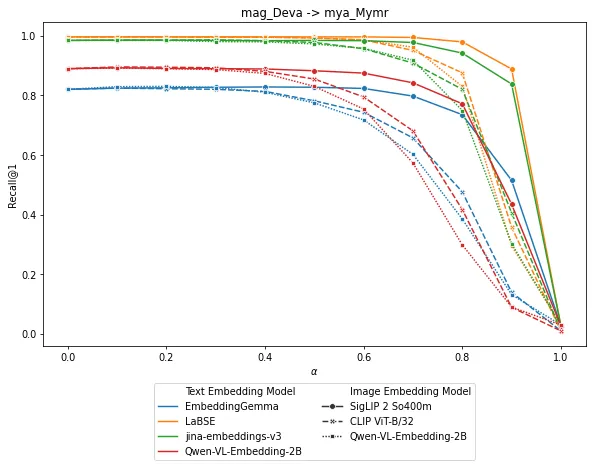 mag_Deva -> mya_Mymr
Recall@1
1.0
0.8
0.6
0.4
0.2
0.0
0.0 0.2 0.4 0.6 0.8 1.0
α
Text Embedding Model
EmbeddingGemma
LaBSE
jina-embeddings-v3
Qwen-VL-Embedding-2B
Image Embedding Model
SigLIP 2 So400m
CLIP ViT-B/32
Qwen-VL-Embedding-2B